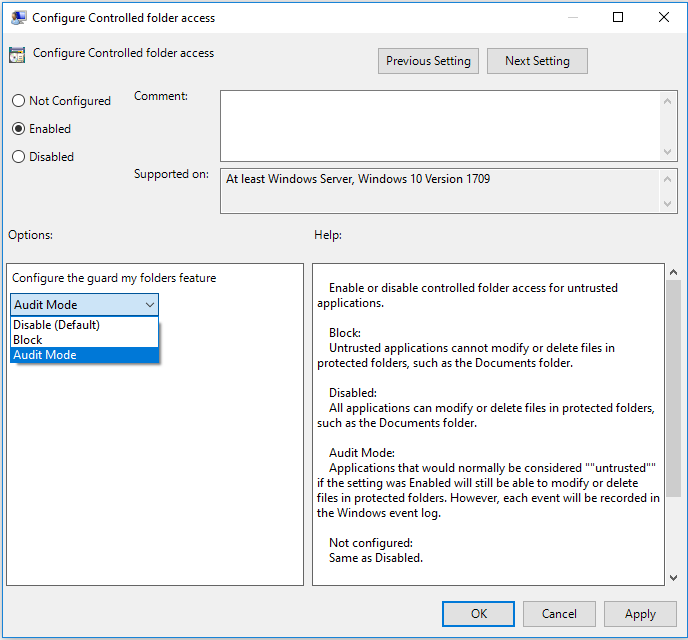 Configure Controlled folder access
Configure Controlled folder access
Previous Setting
Next Setting
Not Configured
Enabled
Disabled
Comment:
Supported on:
At least Windows Server, Windows 10 Version 1709
Options:
Help:
Configure the guard my folders feature
Audit Mode
Disable (Default)
Block
Audit Mode
Enable or disable controlled folder access for untrusted
applications.
Block:
Untrusted applications cannot modify or delete files in
protected folders, such as the Documents folder.
Disabled:
All applications can modify or delete files in protected folders,
such as the Documents folder.
Audit Mode:
Applications that would normally be considered ""untrusted""
if the setting was Enabled will still be able to modify or delete
files in protected folders. However, each event will be recorded in
the Windows event log.
Not configured:
Same as Disabled.
OK
Cancel
Apply